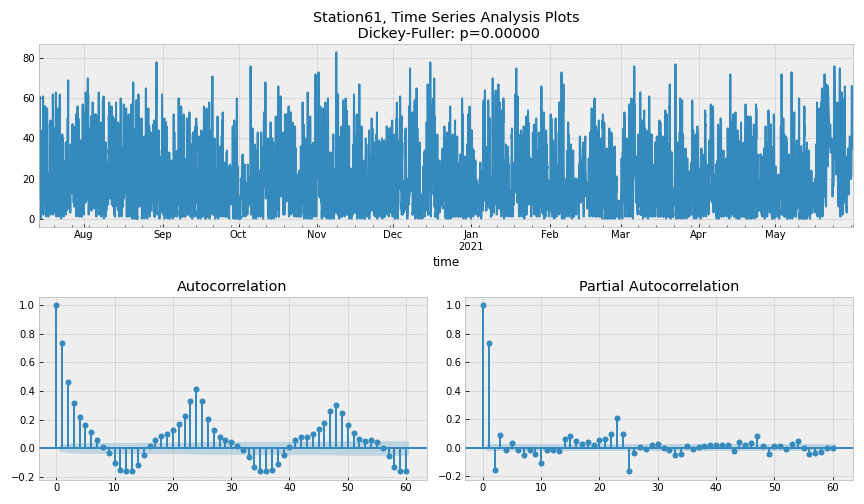 Station61, Time Series Analysis Plots
Dickey-Fuller: p=0.00000
80
60
40
20
0
Aug Sep Oct Nov Dec Jan Feb Mar Apr May
2021
time
Autocorrelation
1.0
0.8
0.6
0.4
0.2
0.0
−0.2
0 10 20 30 40 50 60
Partial Autocorrelation
1.0
0.8
0.6
0.4
0.2
0.0
−0.2
0 10 20 30 40 50 60